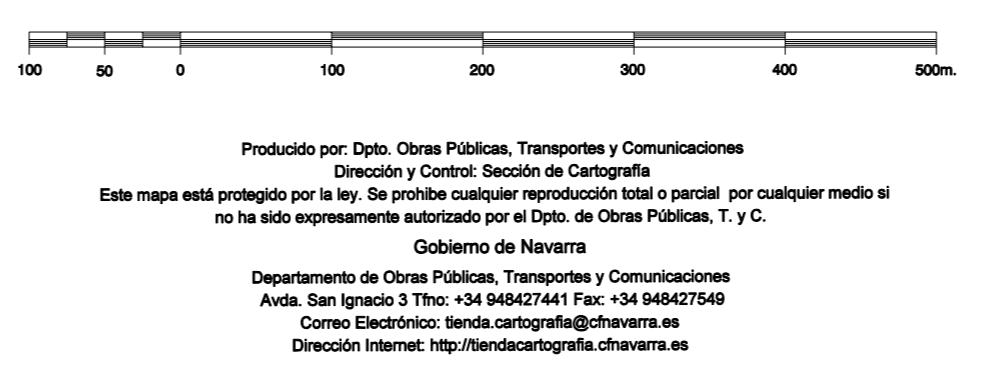 100 50 0 100 200 300 400 500m.
Producido por: Dpto. Obras Públicas, Transportes y Comunicaciones
Dirección y Control: Sección de Cartografía
Este mapa está protegido por la ley. Se prohibe cualquier reproducción total o parcial por cualquier medio si
no ha sido expresamente autorizado por el Dpto. de Obras Públicas, T. y C.
Gobierno de Navarra
Departamento de Obras Públicas, Transportes y Comunicaciones
Avda. San Ignacio 3 Tfno: +34 948427441 Fax: +34 948427549
Correo Electrónico: tienda.cartografia@cfnavarra.es
Dirección Internet: http://tiendacartografia.cfnavarra.es